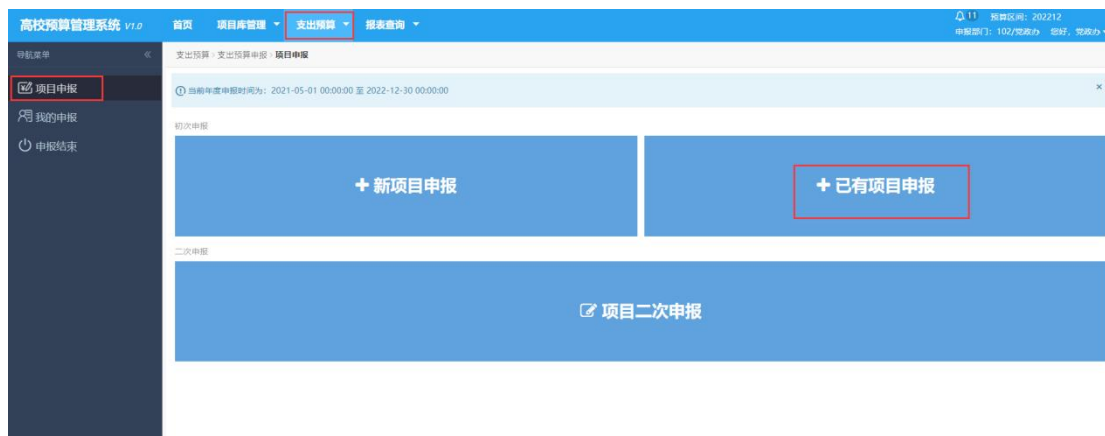 高校预算管理系统 V1.0 首页 项目库管理 支出预算 报表查询 11 预算区间: 202212
申报部门: 102/党政办 您好, 党政办
导航菜单 «
支出预算 › 支出预算申报 › 项目申报
项目申报
当前年度申报时间为: 2021-05-01 00:00:00 至 2022-12-30 00:00:00 ×
我的申报
初次申报
申报结束
+ 新项目申报 + 已有项目申报
二次申报
项目二次申报